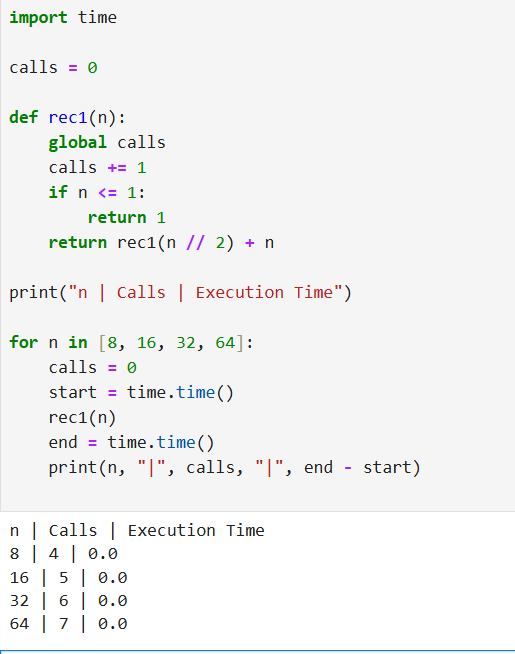 import time

calls = 0

def rec1(n):
    global calls
    calls += 1
    if n <= 1:
        return 1
    return rec1(n // 2) + n

print("n | Calls | Execution Time")

for n in [8, 16, 32, 64]:
    calls = 0
    start = time.time()
    rec1(n)
    end = time.time()
    print(n, "|", calls, "|", end - start)

n | Calls | Execution Time
8 | 4 | 0.0
16 | 5 | 0.0
32 | 6 | 0.0
64 | 7 | 0.0